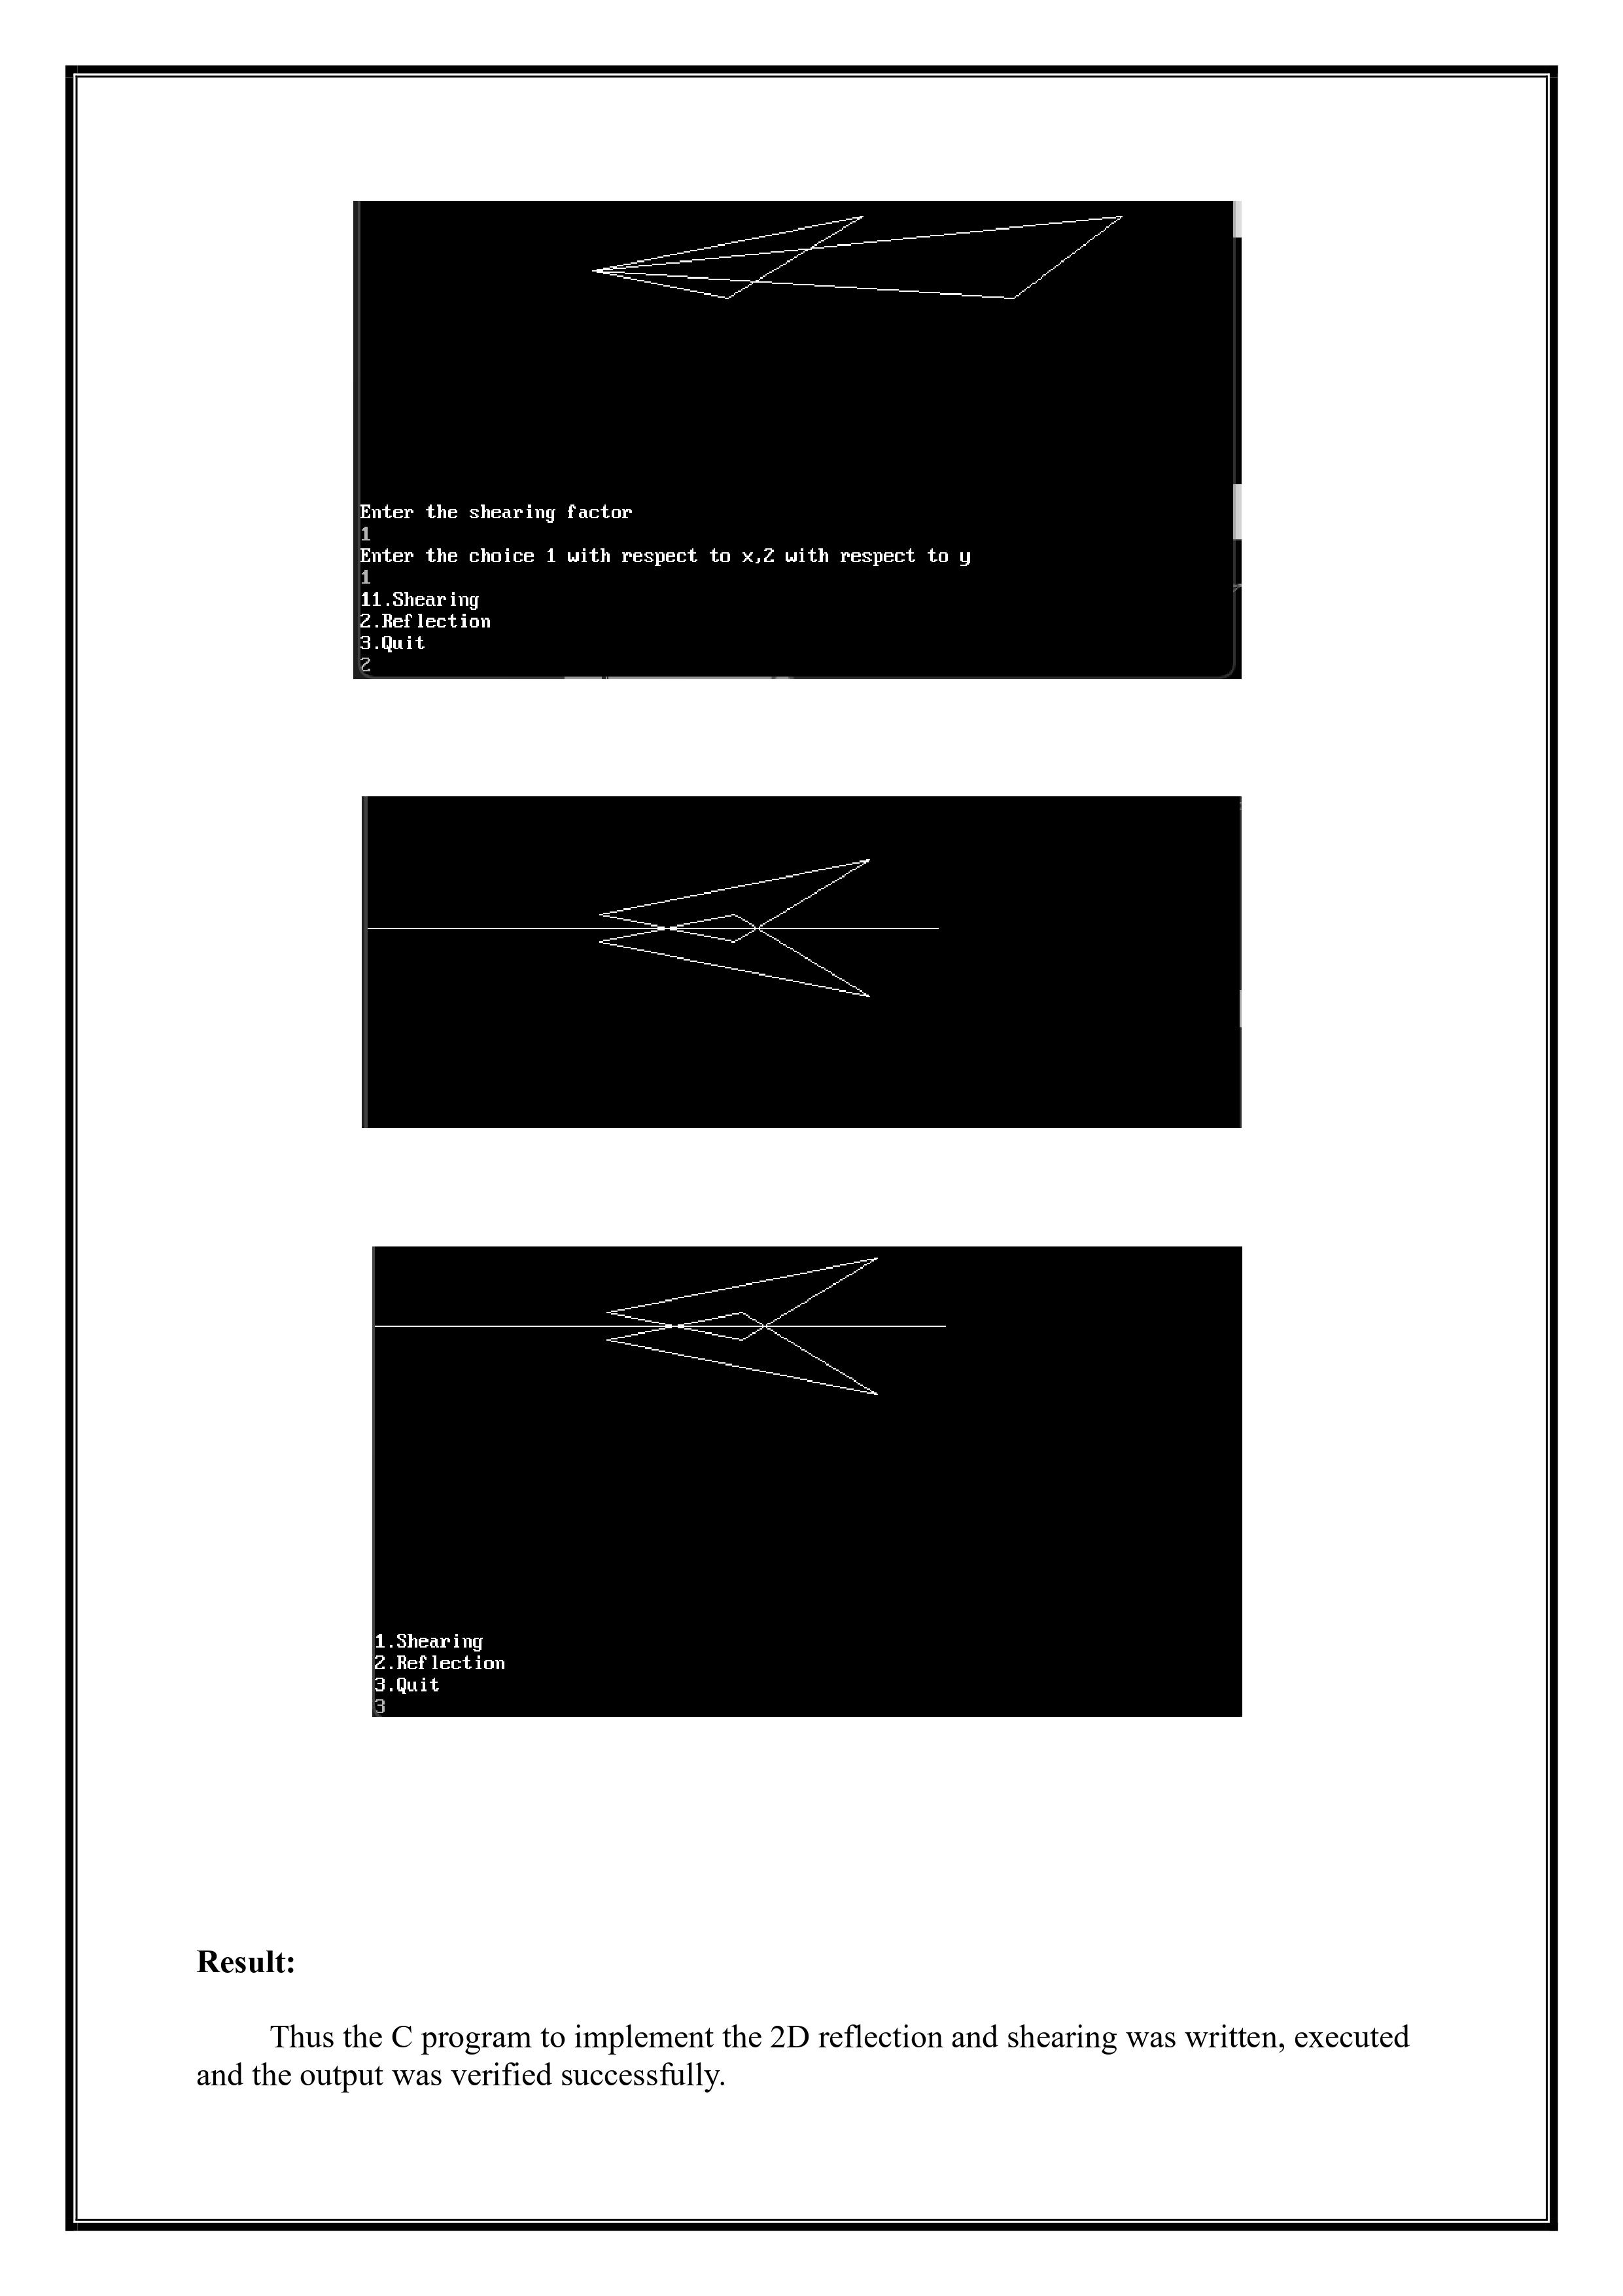 Enter the shearing factor
1
Enter the choice 1 with respect to x,2 with respect to y
1
11.Shearing
2.Reflection
3.Quit
2
1.Shearing
2.Reflection
3.Quit
3
Result:
Thus the C program to implement the 2D reflection and shearing was written, executed
and the output was verified successfully.